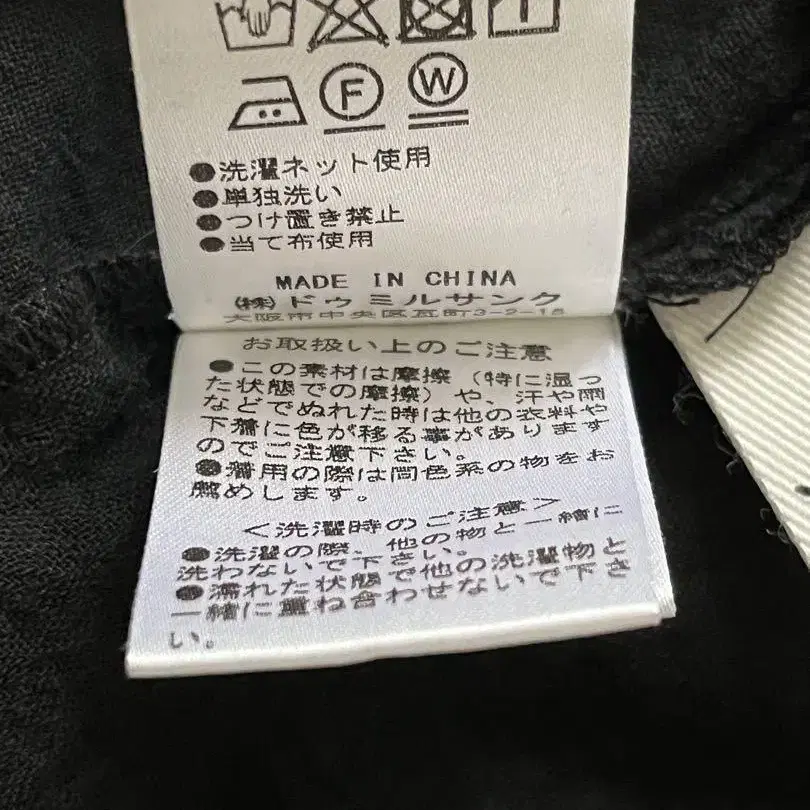 F
W
●洗濯ネット使用
●単独洗い
●つけ置き禁止
●当て布使用
MADE IN CHINA
(株)ドゥミルサンク
大阪市中央区瓦町3-2-15
お取扱い上のご注意
●この素材は摩擦(特に湿っ
た状態での摩擦)や、汗や雨
などでぬれた時は他の衣料や
下着に色が移る事があります
のでご注意下さい。
●着用の際は同色系の物をお
薦めします。
<洗濯時のご注意>
●洗濯の際、他の物と一緒に
洗わないで下さい。
●濡れた状態で他の洗濯物と
一緒に重ね合わせないで下さ
い。